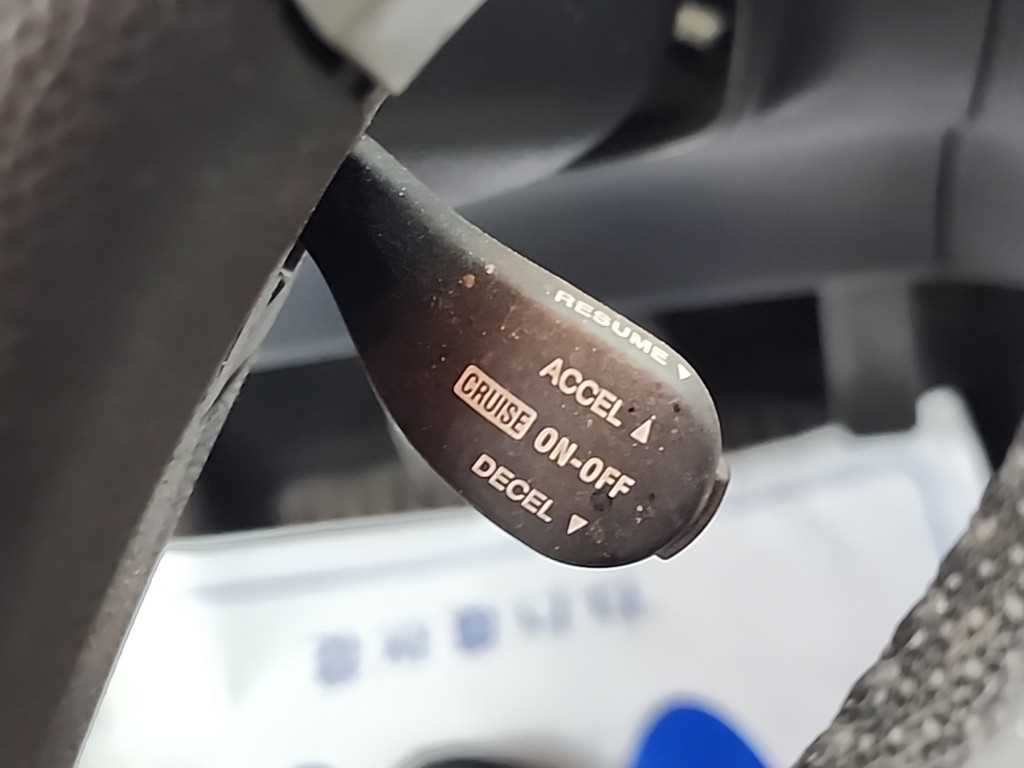 RESUME ▼
ACCEL ▲
CRUISE ON-OFF
DECEL ▼